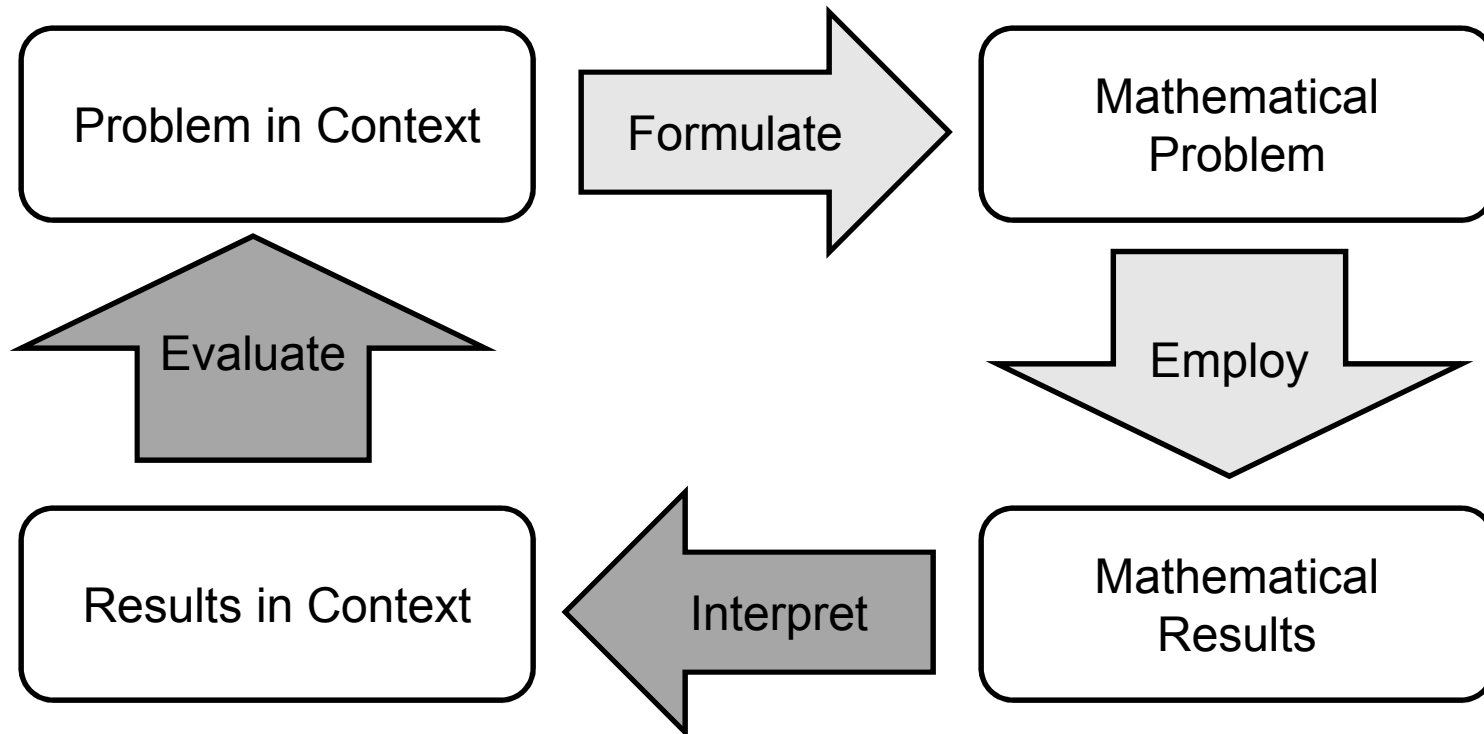 Problem in Context
Formulate
Mathematical
Problem
Evaluate
Employ
Results in Context
Interpret
Mathematical
Results